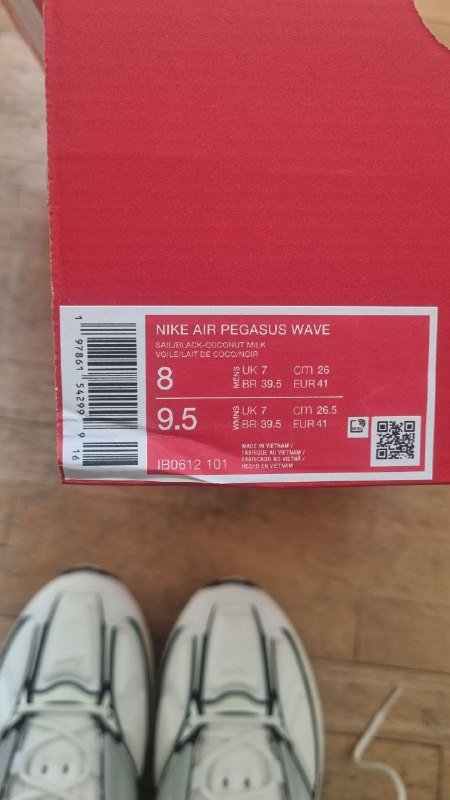 NIKE AIR PEGASUS WAVE
SAIL/BLACK-COCONUT MILK
VOILE/LAIT DE COCO/NOIR
8 MENS UK 7 cm 26
BR 39.5 EUR 41
9.5 WMNS UK 7 cm 26.5
BR 39.5 EUR 41
IB0612 101
MADE IN VIETNAM /
FABRIQUE AU VIETNAM /
FABRICADO NO VIETNÃ /
HECHO EN VIETNAM
1 97861 54299 9 16